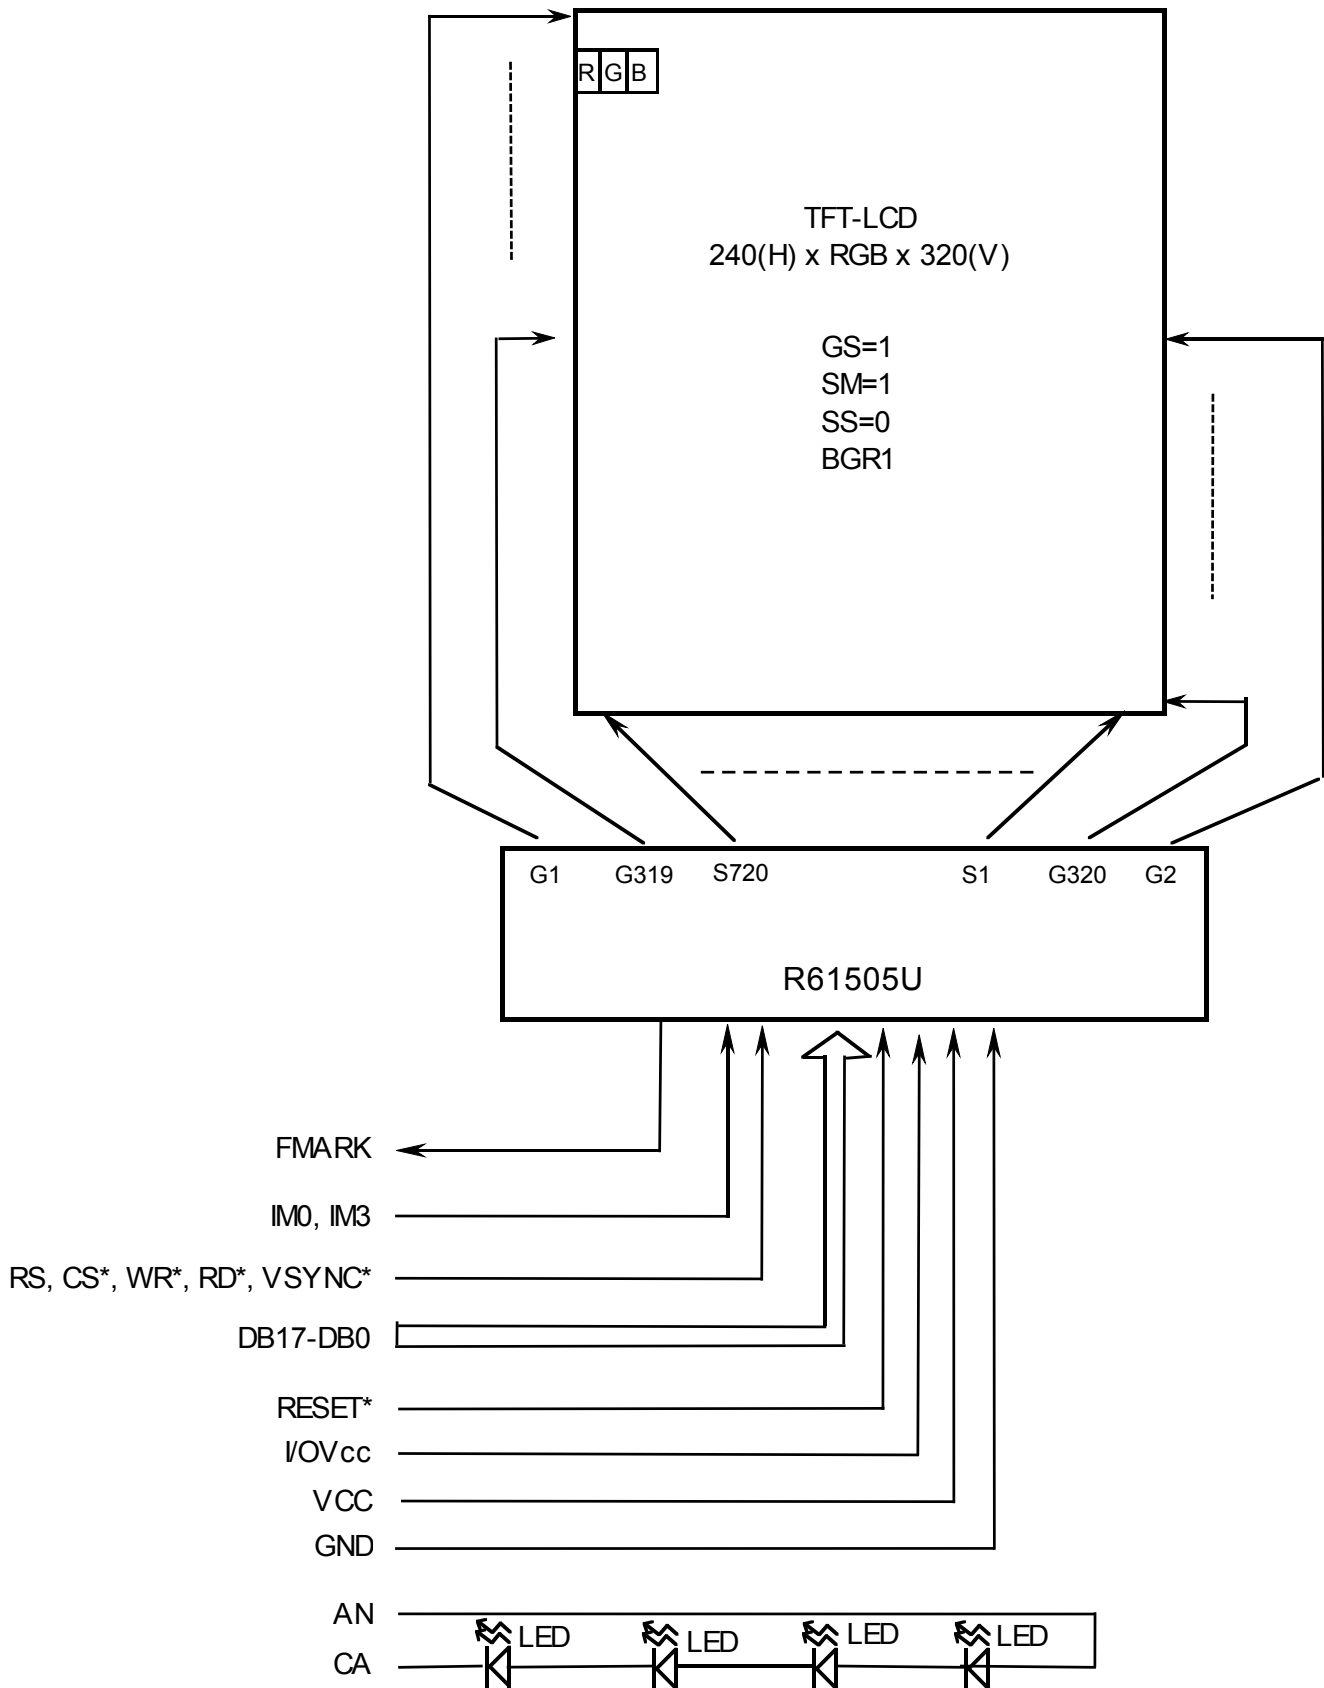 R G B
TFT-LCD
240(H) x RGB x 320(V)
GS=1
SM=1
SS=0
BGR1
G1 G319 S720 S1 G320 G2
R61505U
FMARK
IM0, IM3
RS, CS*, WR*, RD*, VSYNC*
DB17-DB0
RESET*
I/OVcc
VCC
GND
AN
LED LED LED LED
CA